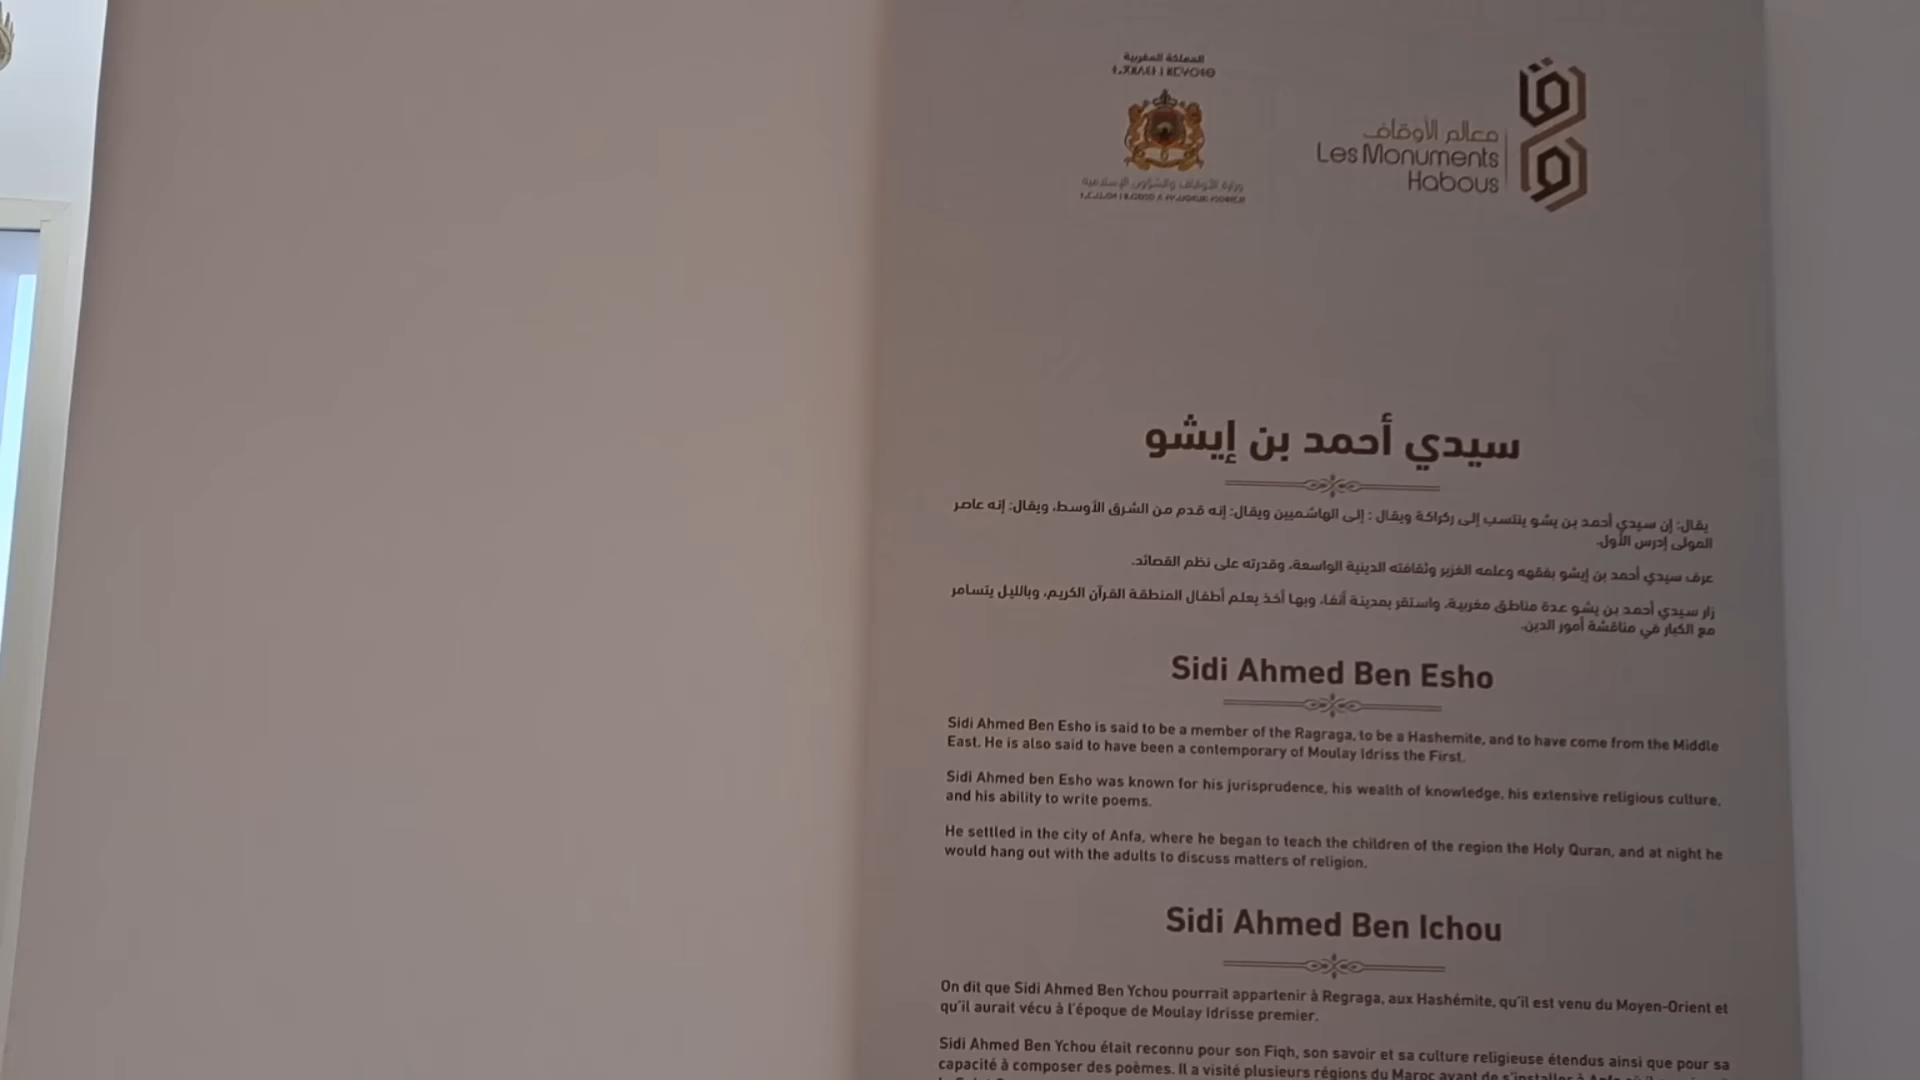 المملكة المغربية
وزارة الأوقاف والشؤون الإسلامية
معالم الأوقاف
Les Monuments
Habous
سيدي أحمد بن إيشو
يقال: إن سيدي أحمد بن يشو ينتسب إلى ركراكة ويقال : إلى الهاشميين ويقال: إنه قدم من الشرق الأوسط، ويقال: إنه عاصر
المولى إدرس الأول.
عرف سيدي أحمد بن إيشو بفقهه وعلمه الغزير وثقافته الدينية الواسعة، وقدرته على نظم القصائد.
زار سيدي أحمد بن يشو عدة مناطق مغربية، واستقر بمدينة أنفا، وبها أخذ يعلم أطفال المنطقة القرآن الكريم، وبالليل يتسامر
مع الكبار في مناقشة أمور الدين.
Sidi Ahmed Ben Esho
Sidi Ahmed Ben Esho is said to be a member of the Ragraga, to be a Hashemite, and to have come from the Middle
East. He is also said to have been a contemporary of Moulay Idriss the First.
Sidi Ahmed ben Esho was known for his jurisprudence, his wealth of knowledge, his extensive religious culture,
and his ability to write poems.
He settled in the city of Anfa, where he began to teach the children of the region the Holy Quran, and at night he
would hang out with the adults to discuss matters of religion.
Sidi Ahmed Ben Ichou
On dit que Sidi Ahmed Ben Ychou pourrait appartenir à Regraga, aux Hashémite, qu'il est venu du Moyen-Orient et
qu'il aurait vécu à l'époque de Moulay Idrisse premier.
Sidi Ahmed Ben Ychou était reconnu pour son Fiqh, son savoir et sa culture religieuse étendus ainsi que pour sa
capacité à composer des poèmes. Il a visité plusieurs régions du Maroc avant de s'installer à Anfa